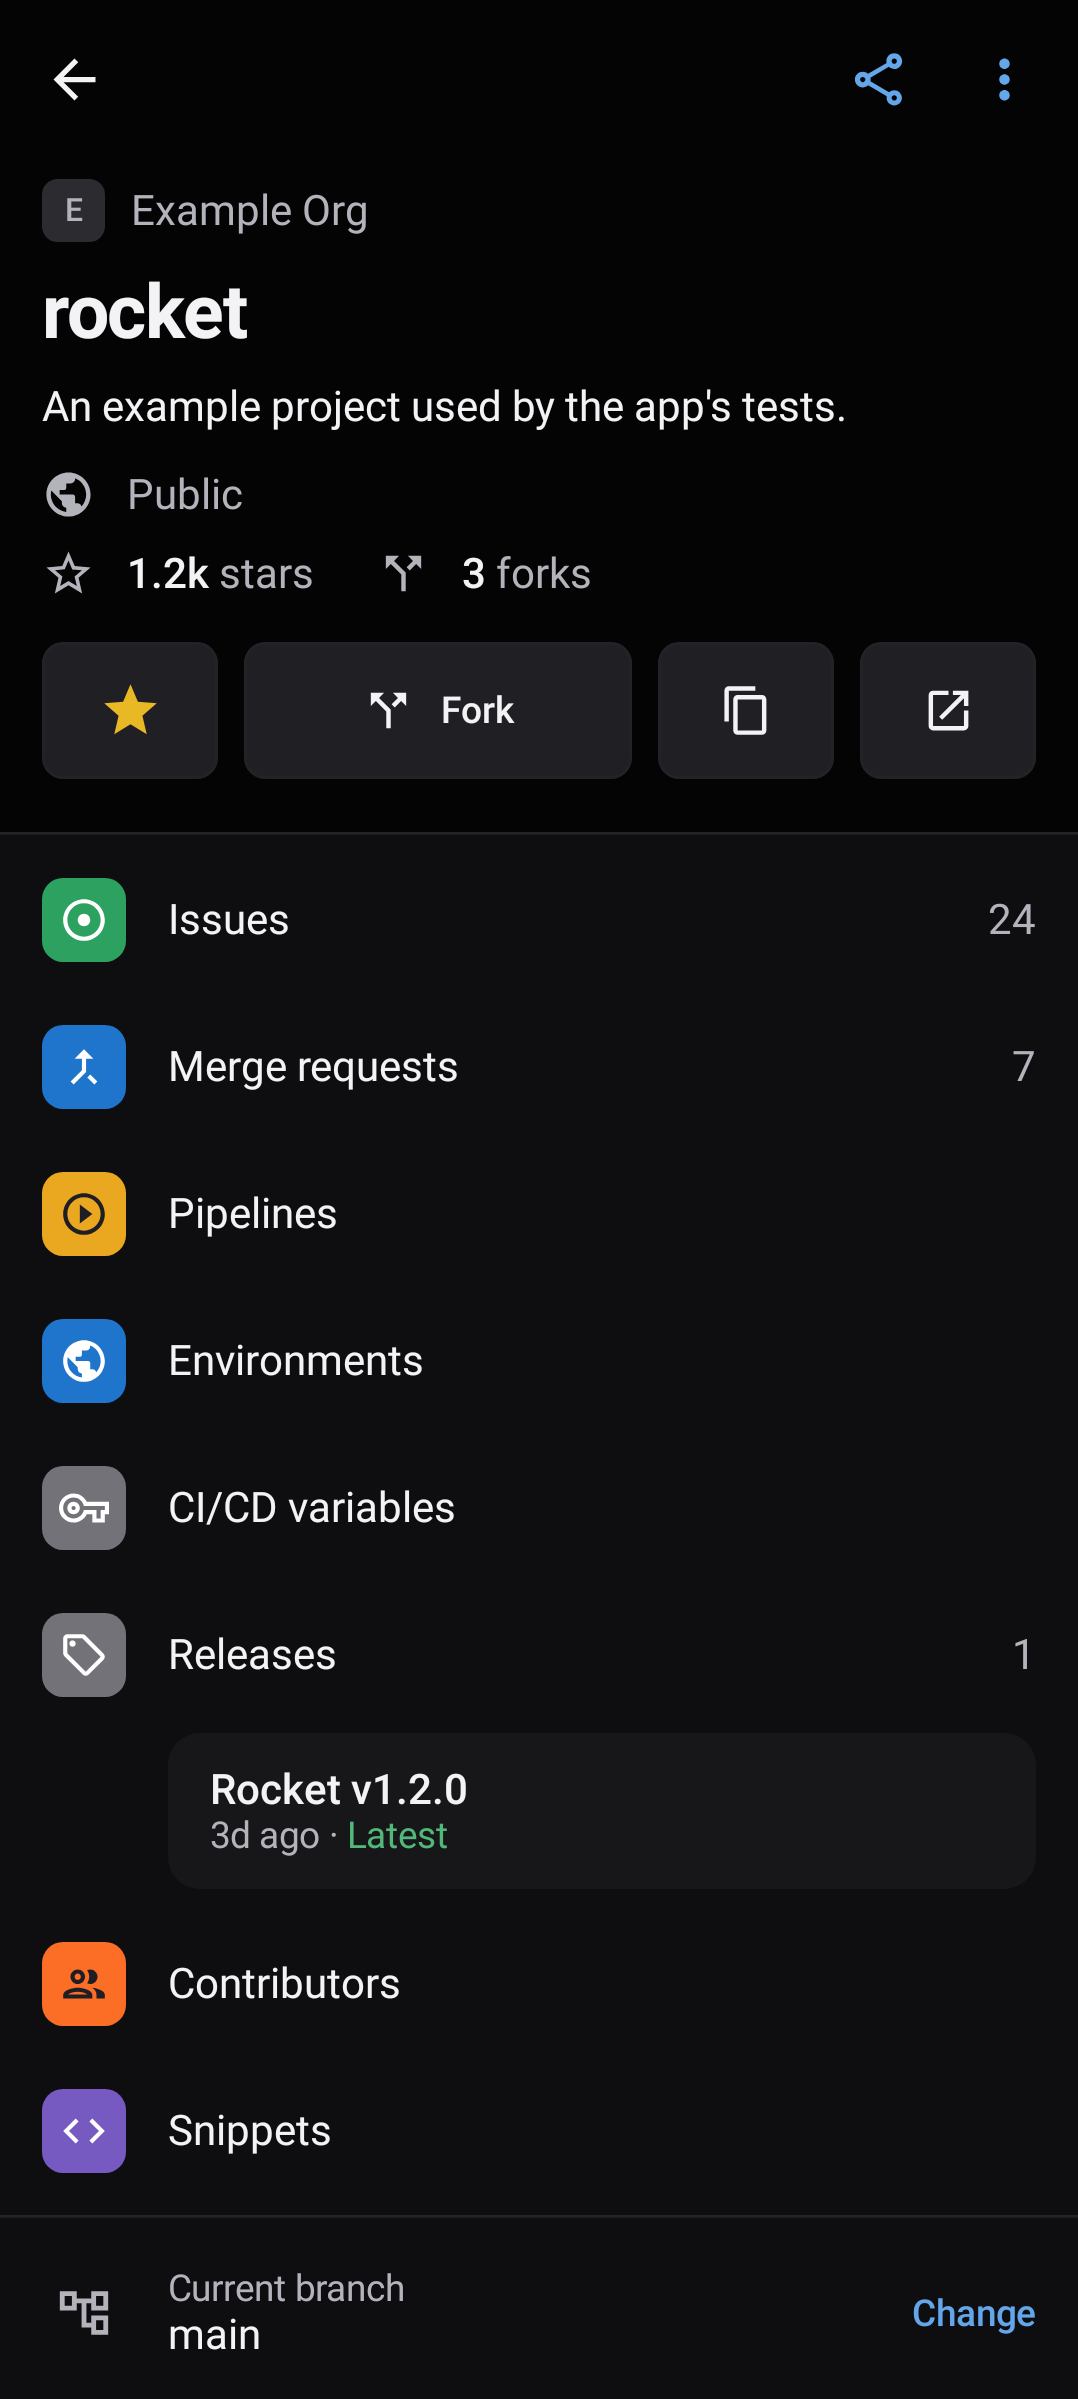 E Example Org
rocket
An example project used by the app's tests.
Public
1.2k stars 3 forks
Fork
Issues 24
Merge requests 7
Pipelines
Environments
CI/CD variables
Releases 1
Rocket v1.2.0
3d ago · Latest
Contributors
Snippets
Current branch
main
Change